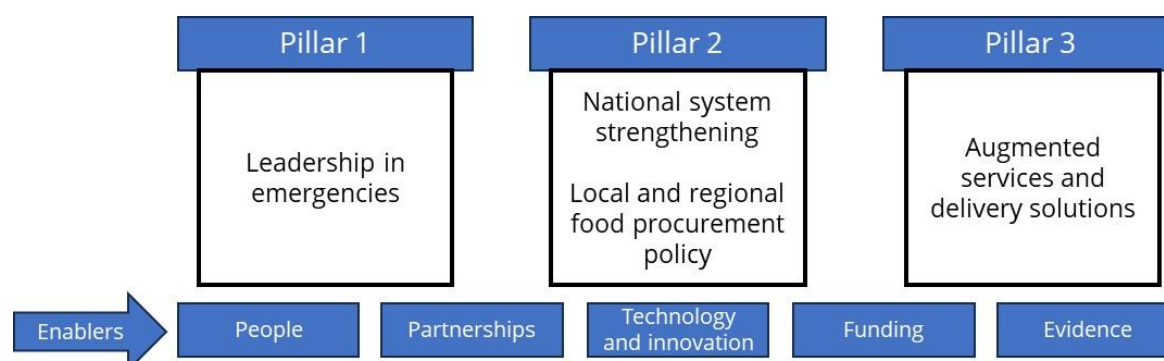 Pillar 1
Pillar 2
Pillar 3
Leadership in
emergencies
National system
strengthening
Local and regional
food procurement
policy
Augmented
services and
delivery solutions
Enablers
People
Partnerships
Technology
and innovation
Funding
Evidence